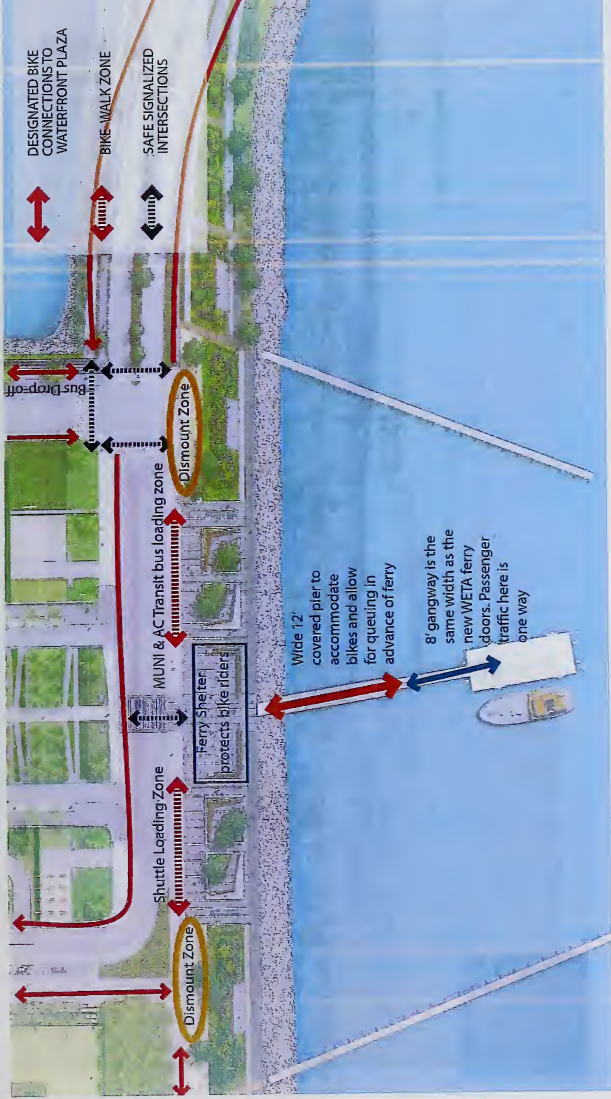 DESIGNATED BIKE
CONNECTIONS TO
WATERFRONT PLAZA
BIKE-WALK ZONE
SAFE SIGNALIZED
INTERSECTIONS
Bus Drop-off
Dismount Zone
MUNI & AC Transit bus loading zone
Ferry Shelter
protects bike riders
Shuttle Loading Zone
Dismount Zone
Wide 12'
covered pier to
accommodate
bikes and allow
for queuing in
advance of ferry
8' gangway is the
same width as the
new WETA ferry
doors. Passenger
traffic here is
one way